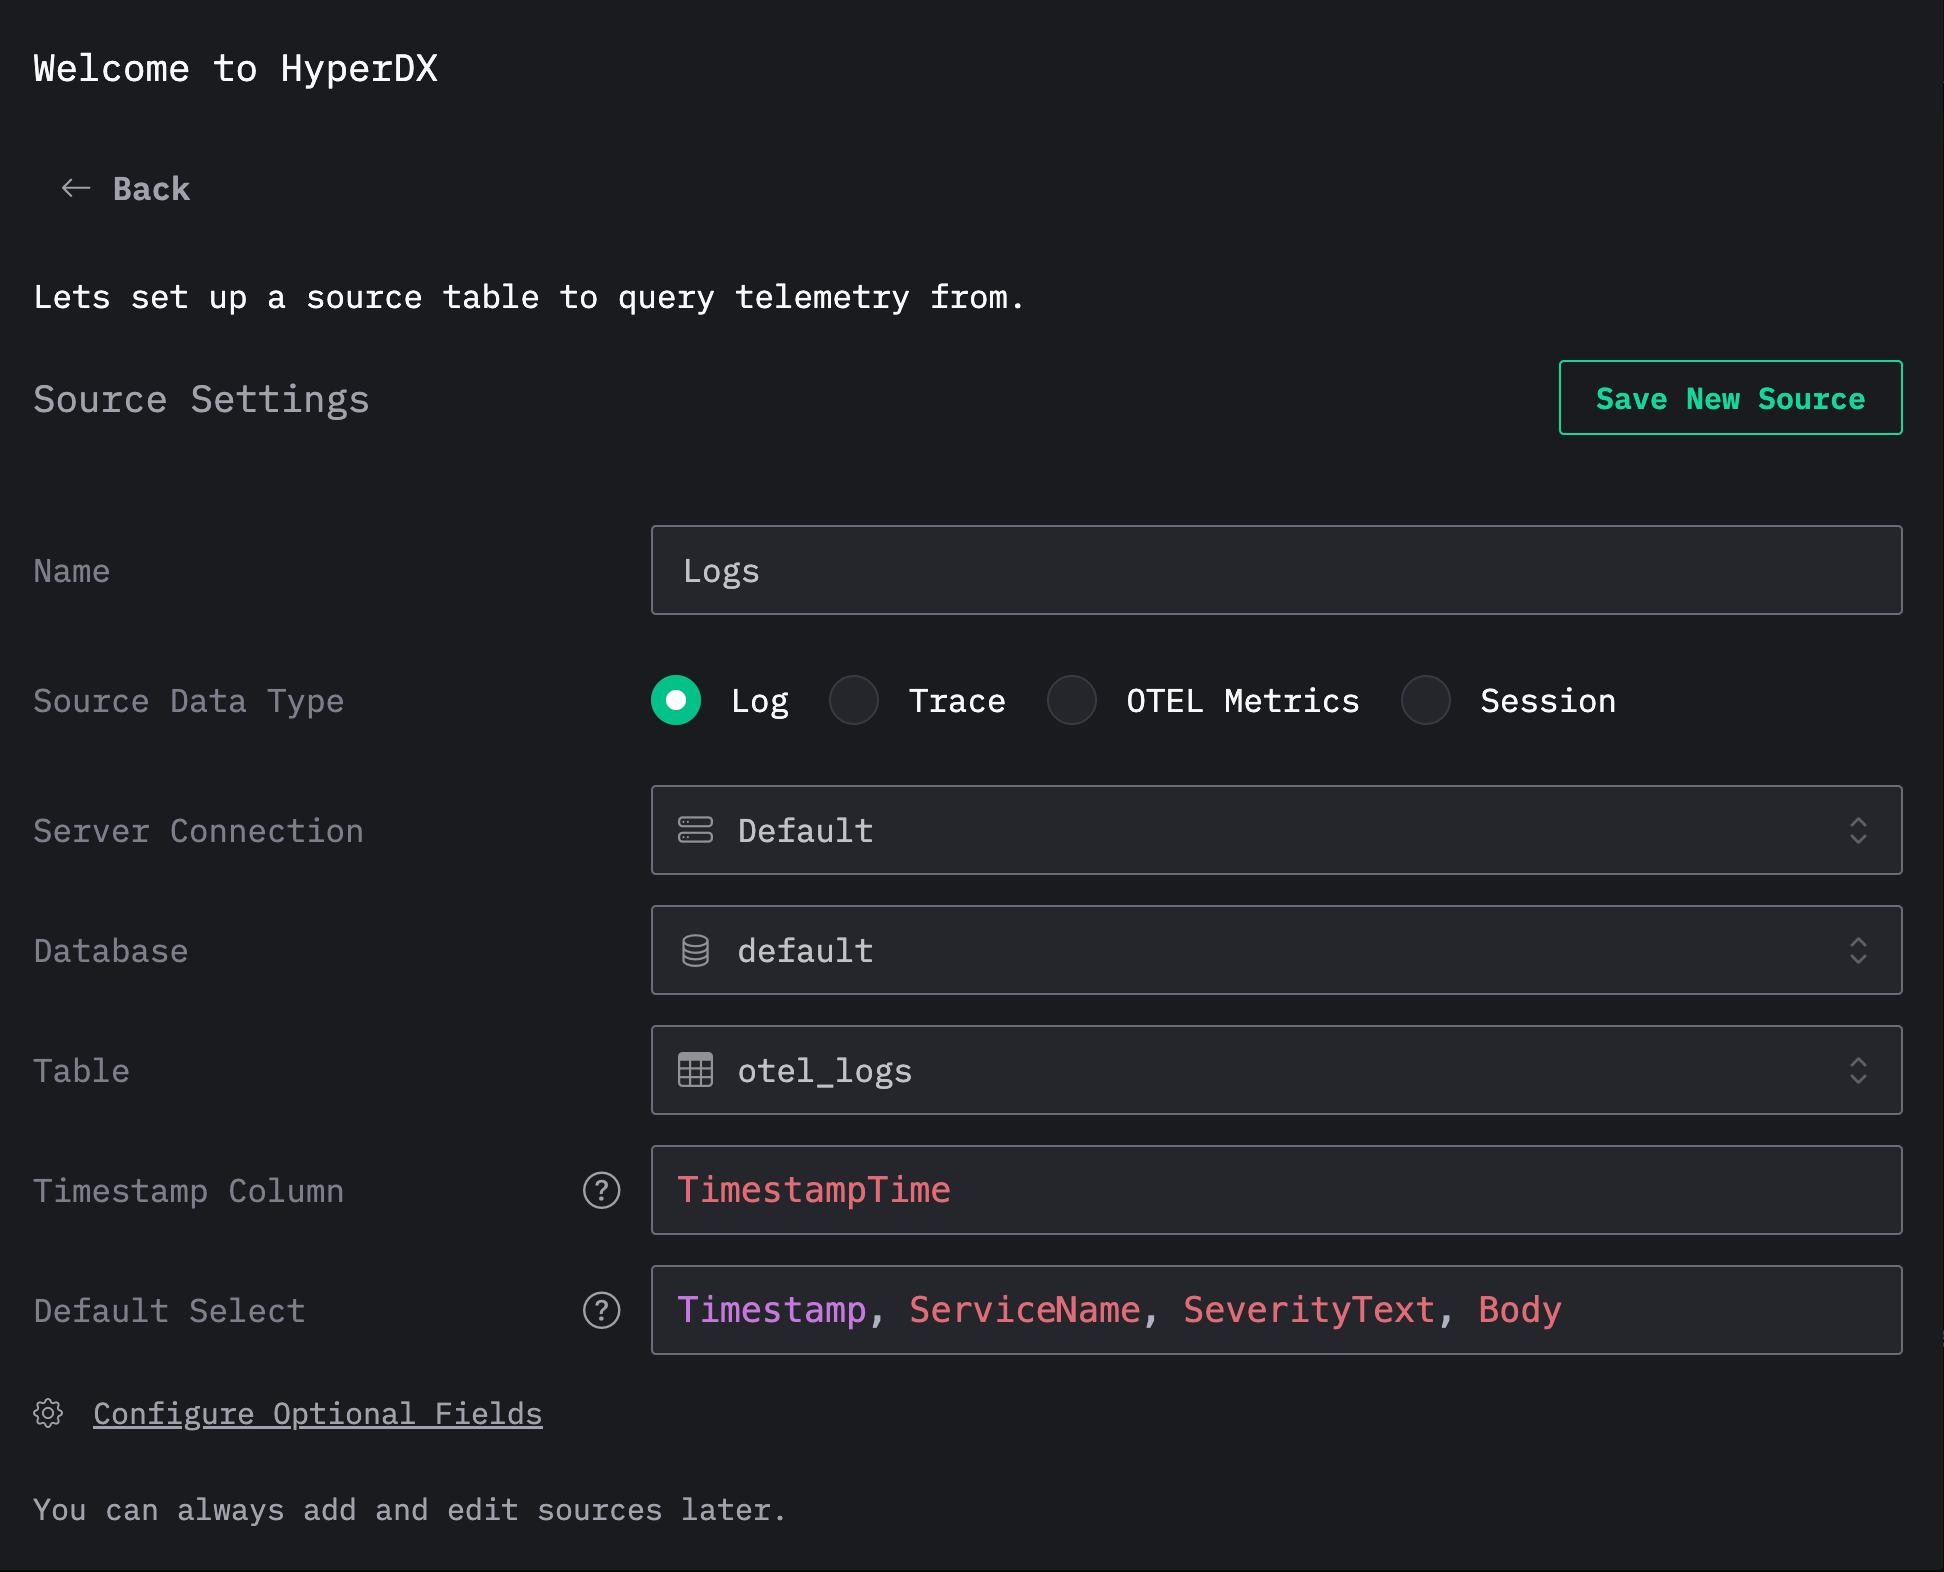 Welcome to HyperDX
← Back
Lets set up a source table to query telemetry from.
Source Settings
Save New Source
Name
Logs
Source Data Type
Log Trace OTEL Metrics Session
Server Connection
Default
Database
default
Table
otel_logs
Timestamp Column
?
TimestampTime
Default Select
?
Timestamp, ServiceName, SeverityText, Body
Configure Optional Fields
You can always add and edit sources later.